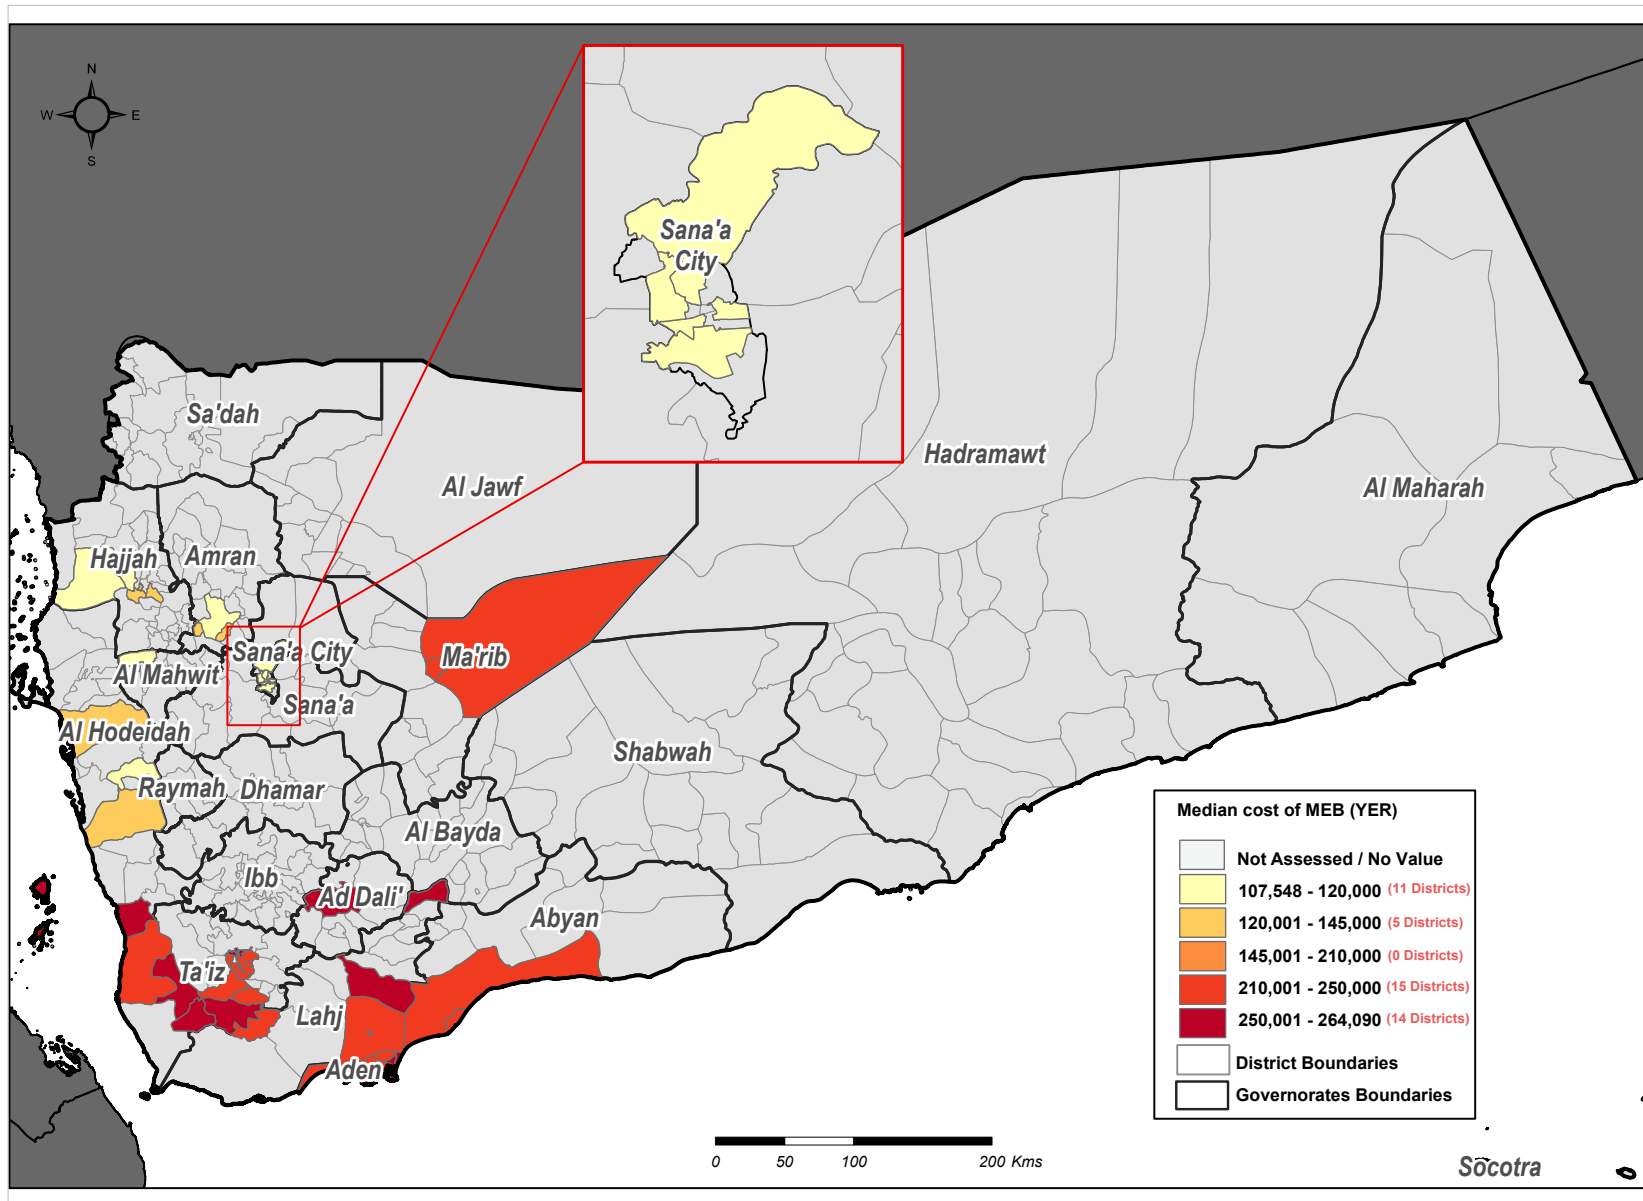 N
W
E
S
Sana'a
City
Sa'dah
Al Jawf
Hadramawt
Al Maharah
Hajjah
Amran
Sana'a City
Ma'rib
Al Mahwit
Sana'a
Al Hodeidah
Shabwah
Raymah
Dhamar
Al Bayda
Ibb
Ad Dali'
Abyan
Ta'iz
Lahj
Aden
Socotra
Median cost of MEB (YER)
Not Assessed / No Value
107,548 - 120,000 (11 Districts)
120,001 - 145,000 (5 Districts)
145,001 - 210,000 (0 Districts)
210,001 - 250,000 (15 Districts)
250,001 - 264,090 (14 Districts)
District Boundaries
Governorates Boundaries
0 50 100 200 Kms